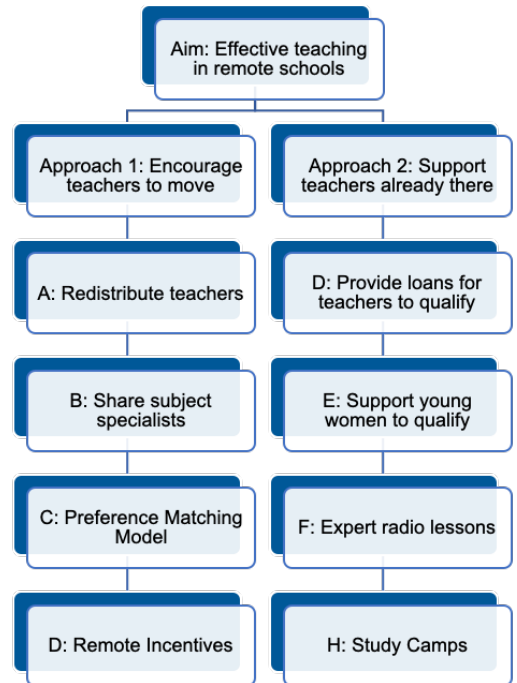 Aim: Effective teaching
in remote schools
Approach 1: Encourage
teachers to move
A: Redistribute teachers
B: Share subject
specialists
C: Preference Matching
Model
D: Remote Incentives
Approach 2: Support
teachers already there
D: Provide loans for
teachers to qualify
E: Support young
women to qualify
F: Expert radio lessons
H: Study Camps